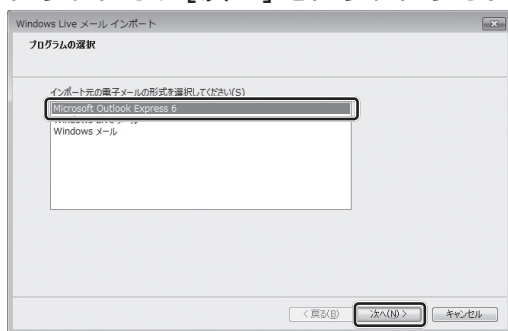 Windows Live メール インポート
プログラムの選択
インポート元の電子メールの形式を選択してください(S)
Microsoft Outlook Express 6
Windows メール
< 戻る(B) 次へ(N) > キャンセル